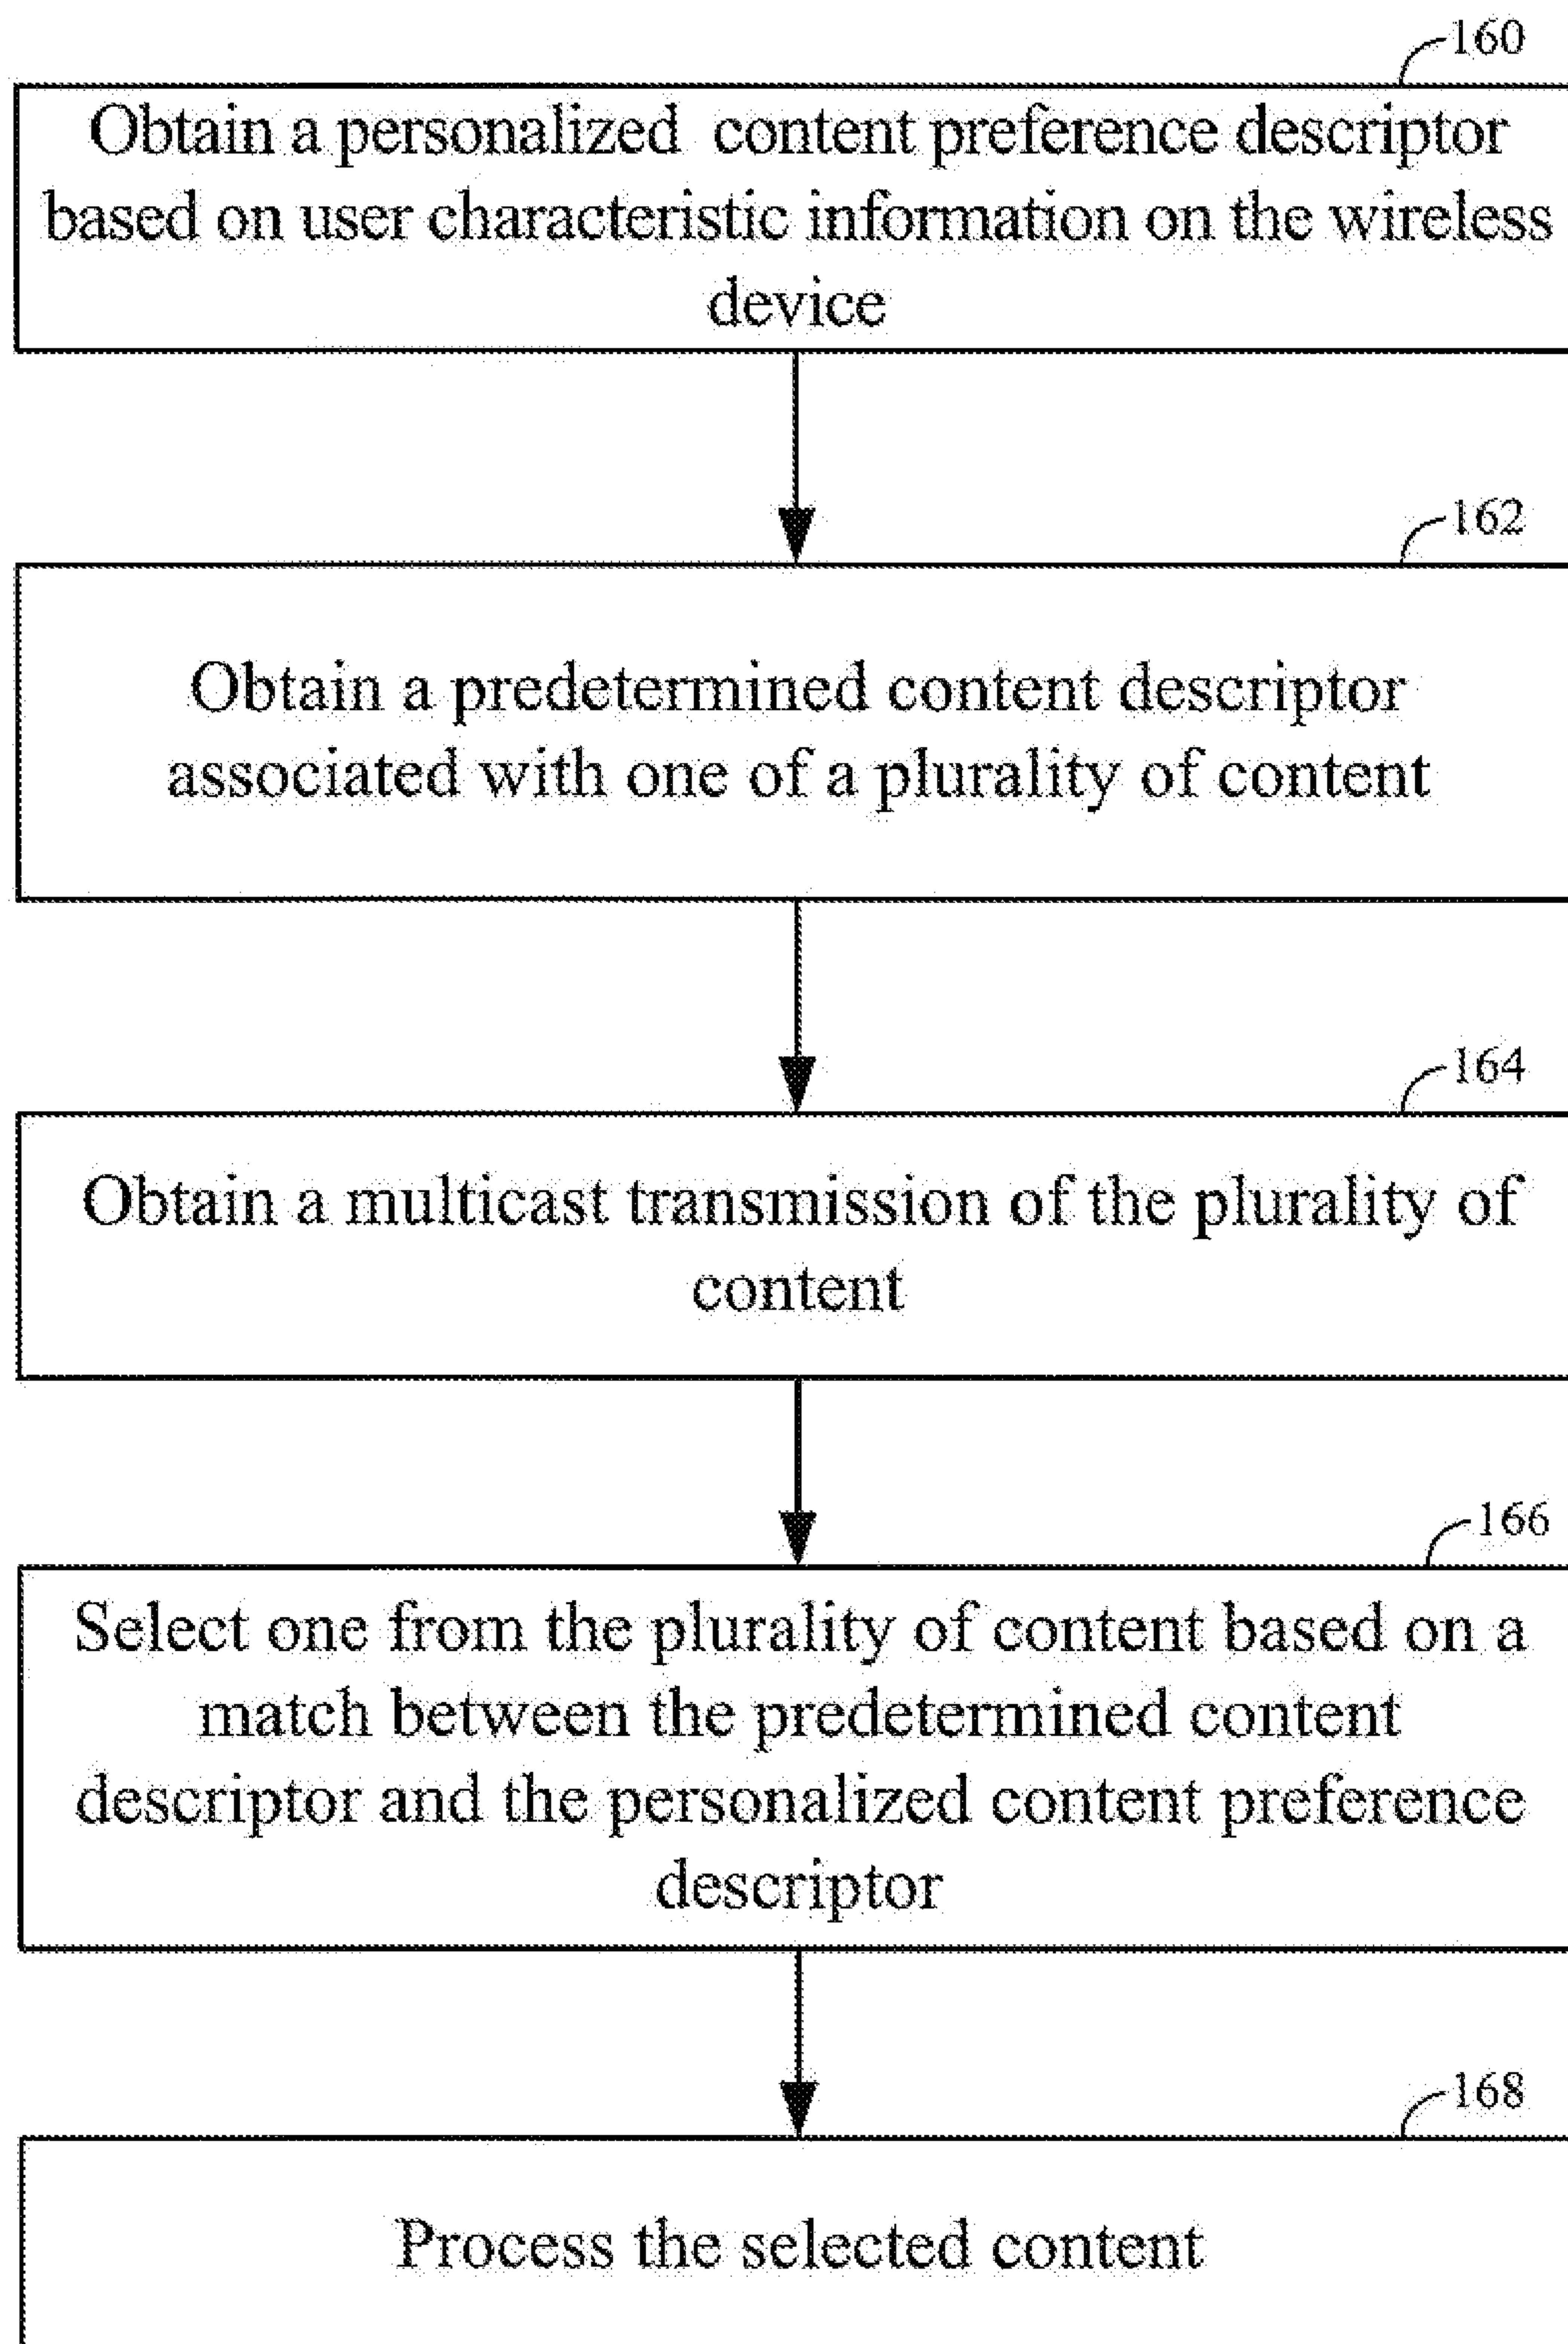 160
Obtain a personalized content preference descriptor
based on user characteristic information on the wireless
device
162
Obtain a predetermined content descriptor
associated with one of a plurality of content
164
Obtain a multicast transmission of the plurality of
content
166
Select one from the plurality of content based on a
match between the predetermined content
descriptor and the personalized content preference
descriptor
168
Process the selected content